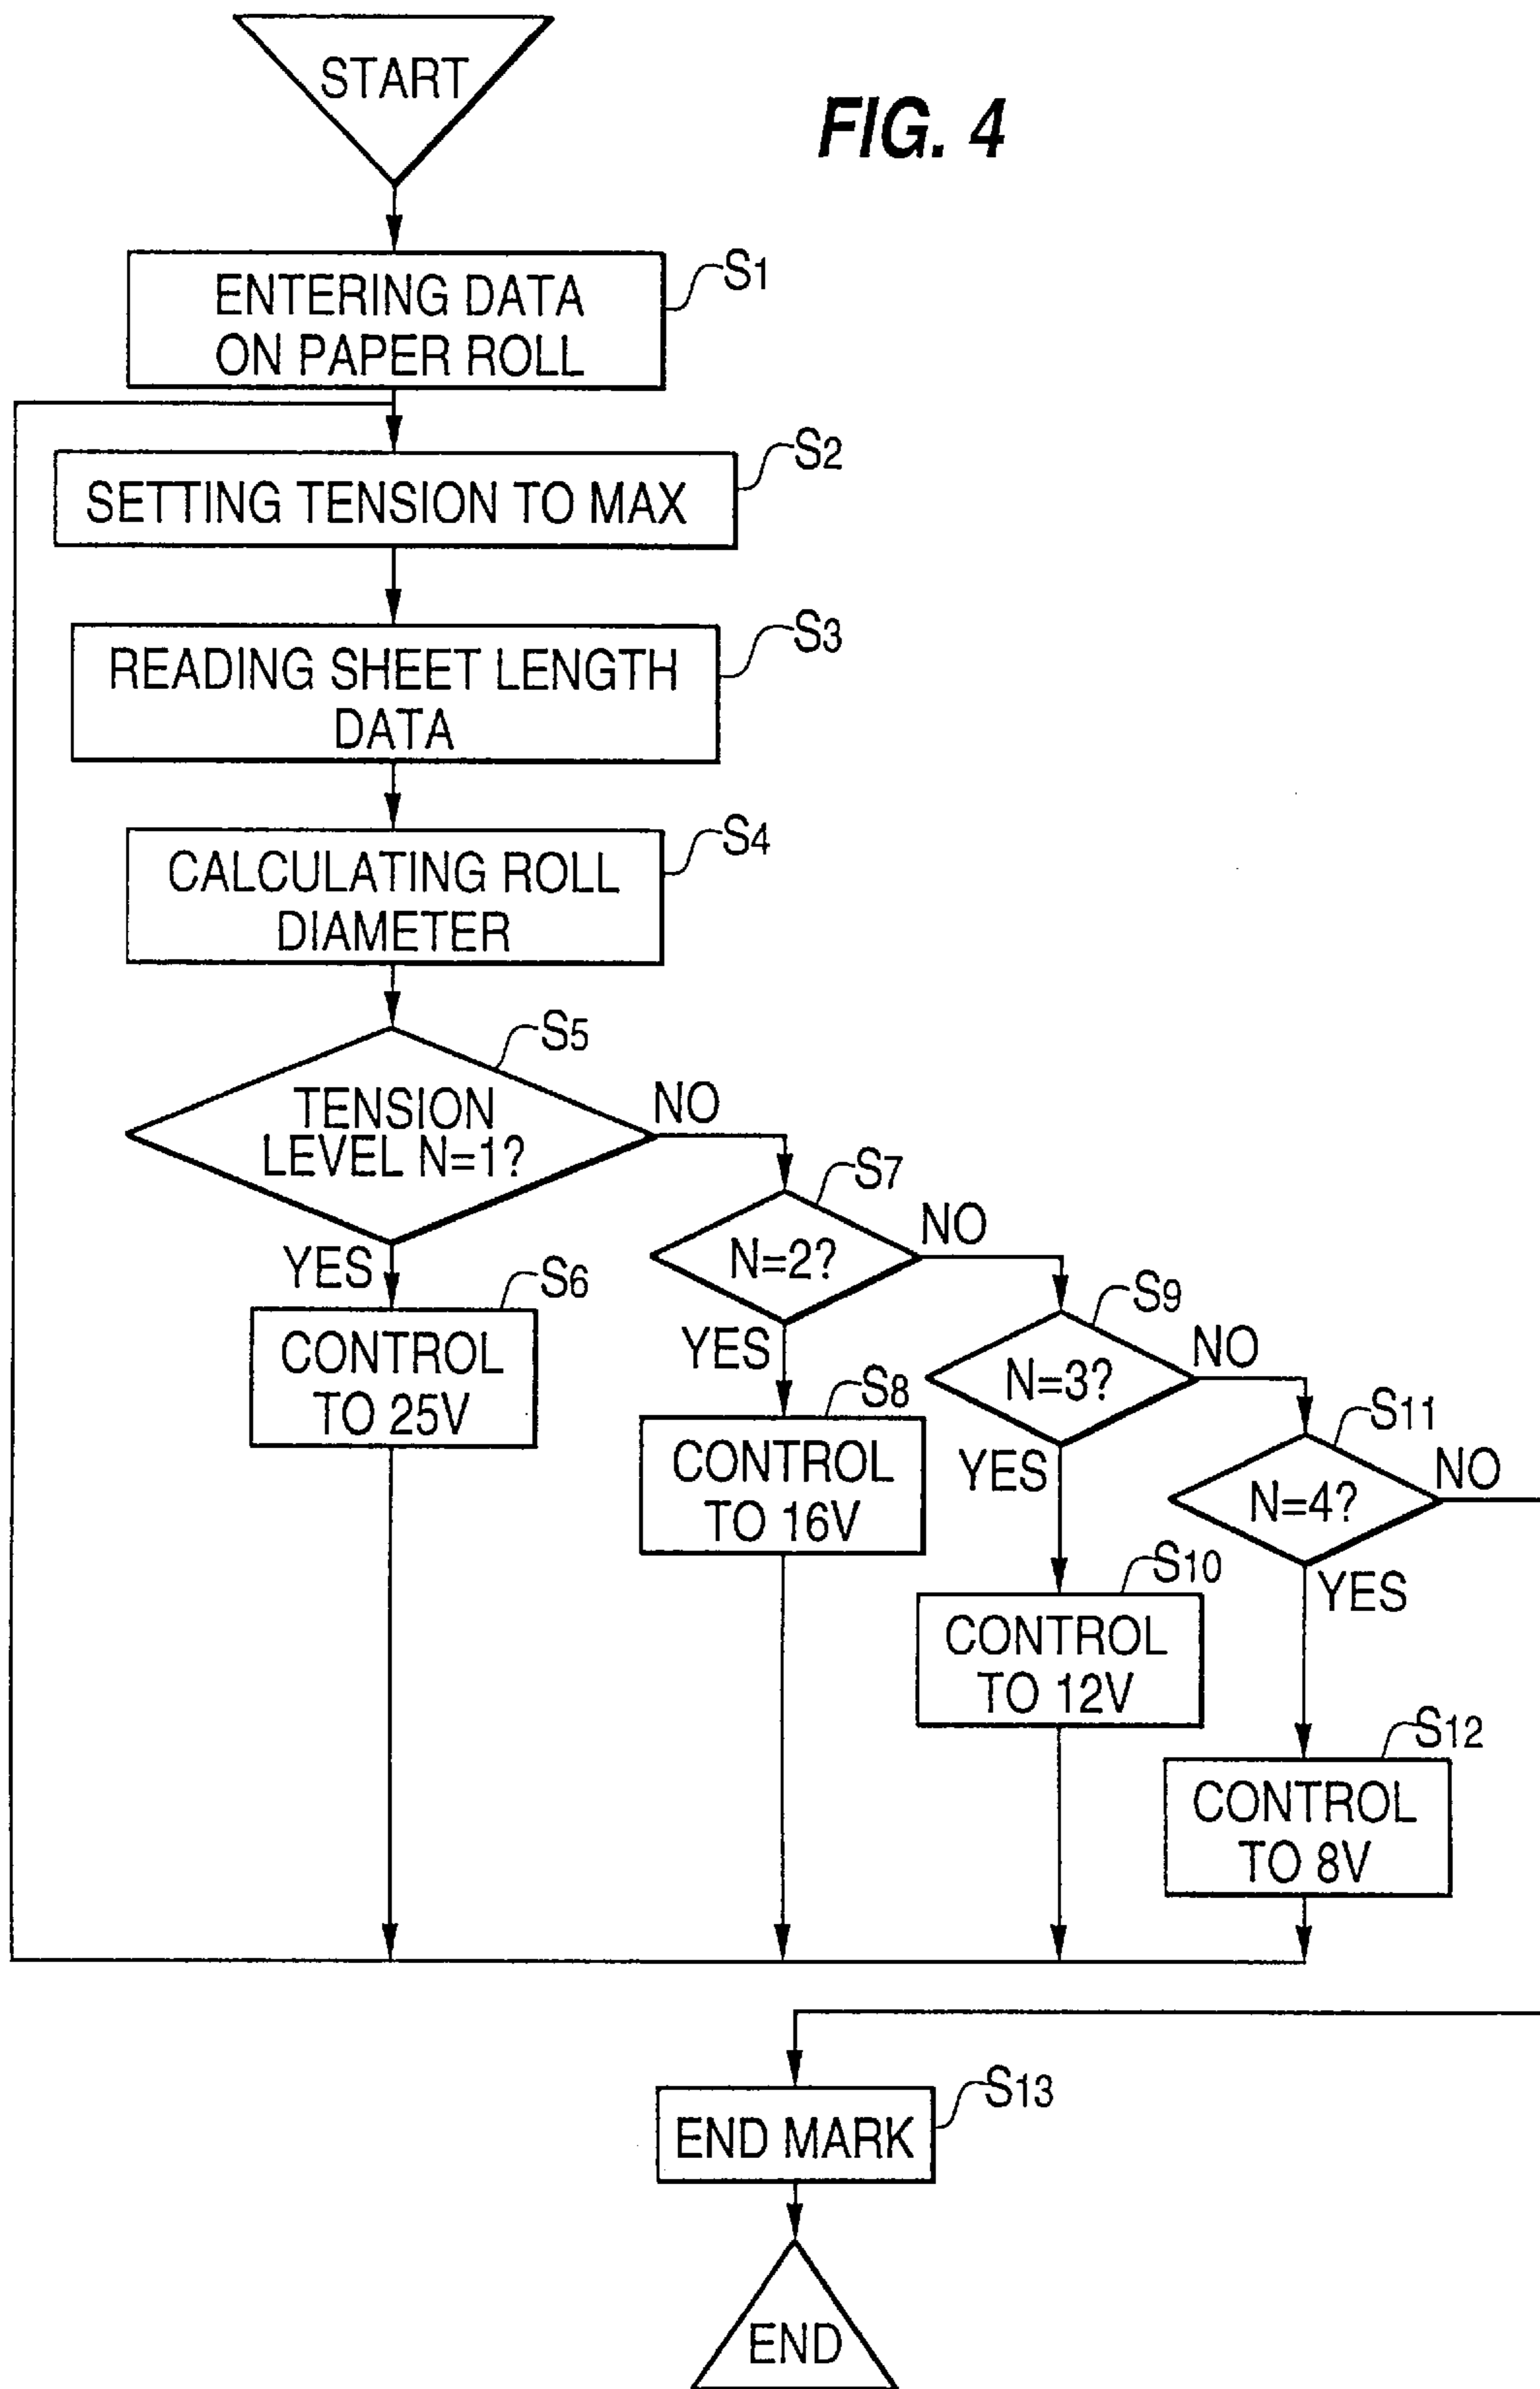 START
FIG. 4
S1
ENTERING DATA
ON PAPER ROLL
S2
SETTING TENSION TO MAX
S3
READING SHEET LENGTH
DATA
S4
CALCULATING ROLL
DIAMETER
S5
TENSION
LEVEL N=1?
NO
YES
S6
CONTROL
TO 25V
S7
N=2?
NO
YES
S8
CONTROL
TO 16V
S9
N=3?
NO
YES
S10
CONTROL
TO 12V
S11
N=4?
NO
YES
S12
CONTROL
TO 8V
S13
END MARK
END